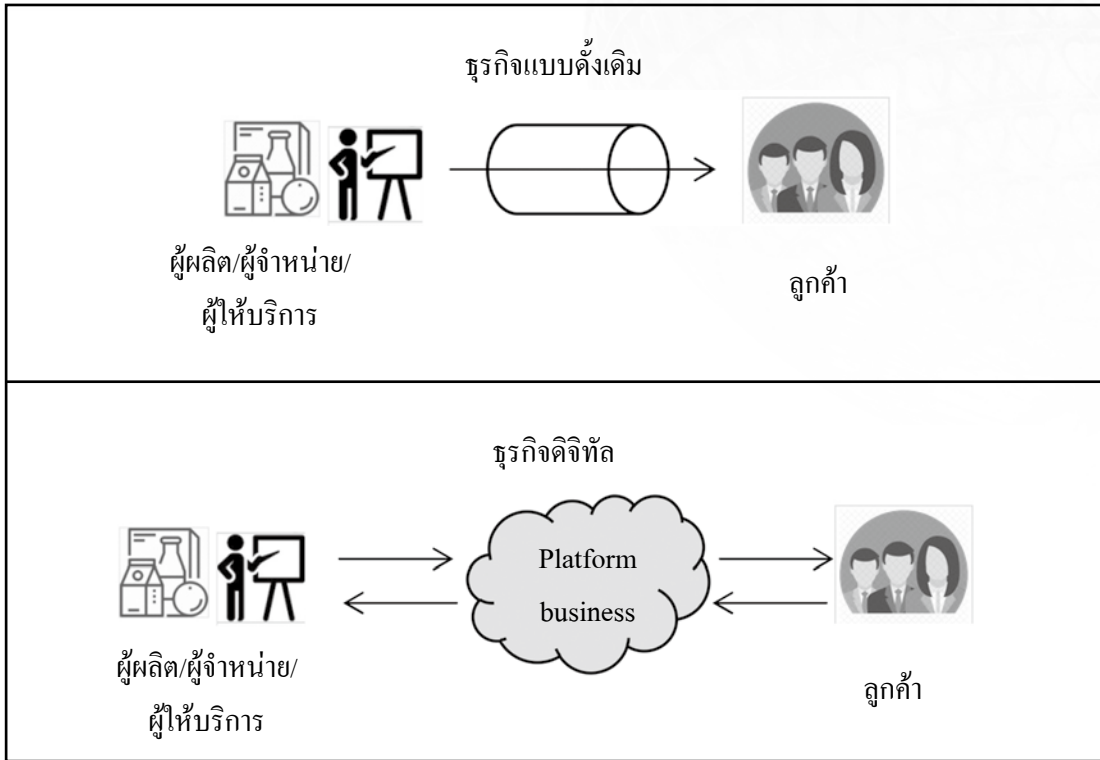 ธุรกิจแบบดั้งเดิม
ผู้ผลิต/ผู้จำหน่าย/
ผู้ให้บริการ
ลูกค้า
ธุรกิจดิจิทัล
Platform
business
ผู้ผลิต/ผู้จำหน่าย/
ผู้ให้บริการ
ลูกค้า